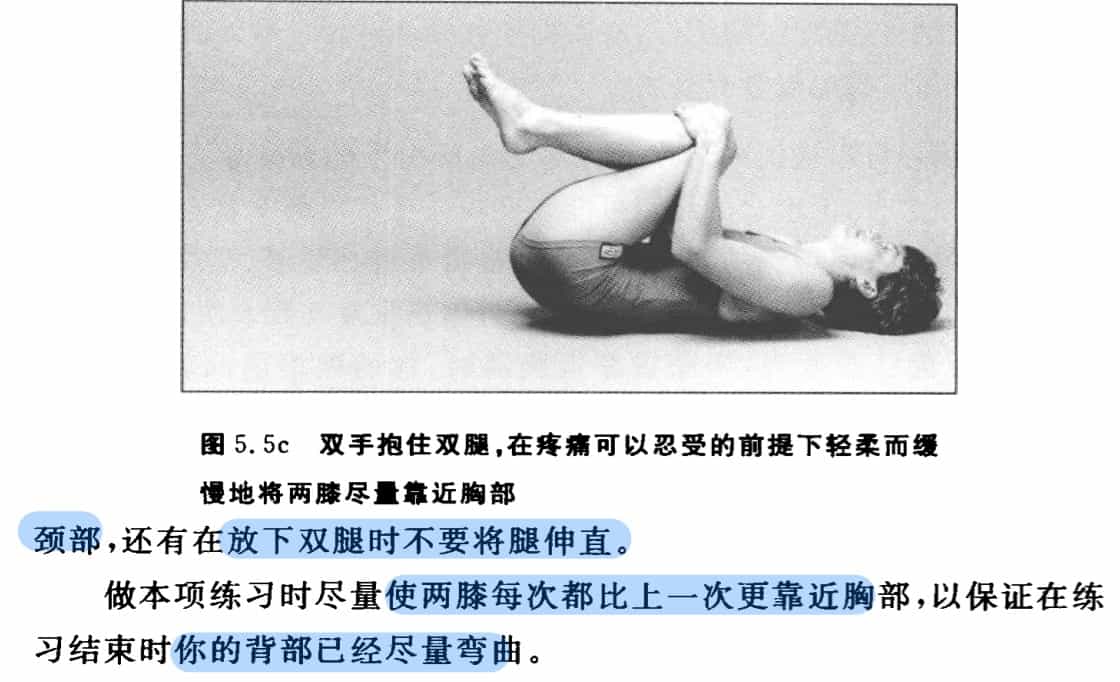 图 5.5c 双手抱住双腿,在疼痛可以忍受的前提下轻柔而缓
慢地将两膝尽量靠近胸部
颈部,还有在放下双腿时不要将腿伸直。
做本项练习时尽量使两膝每次都比上一次更靠近胸部,以保证在练
习结束时你的背部已经尽量弯曲。